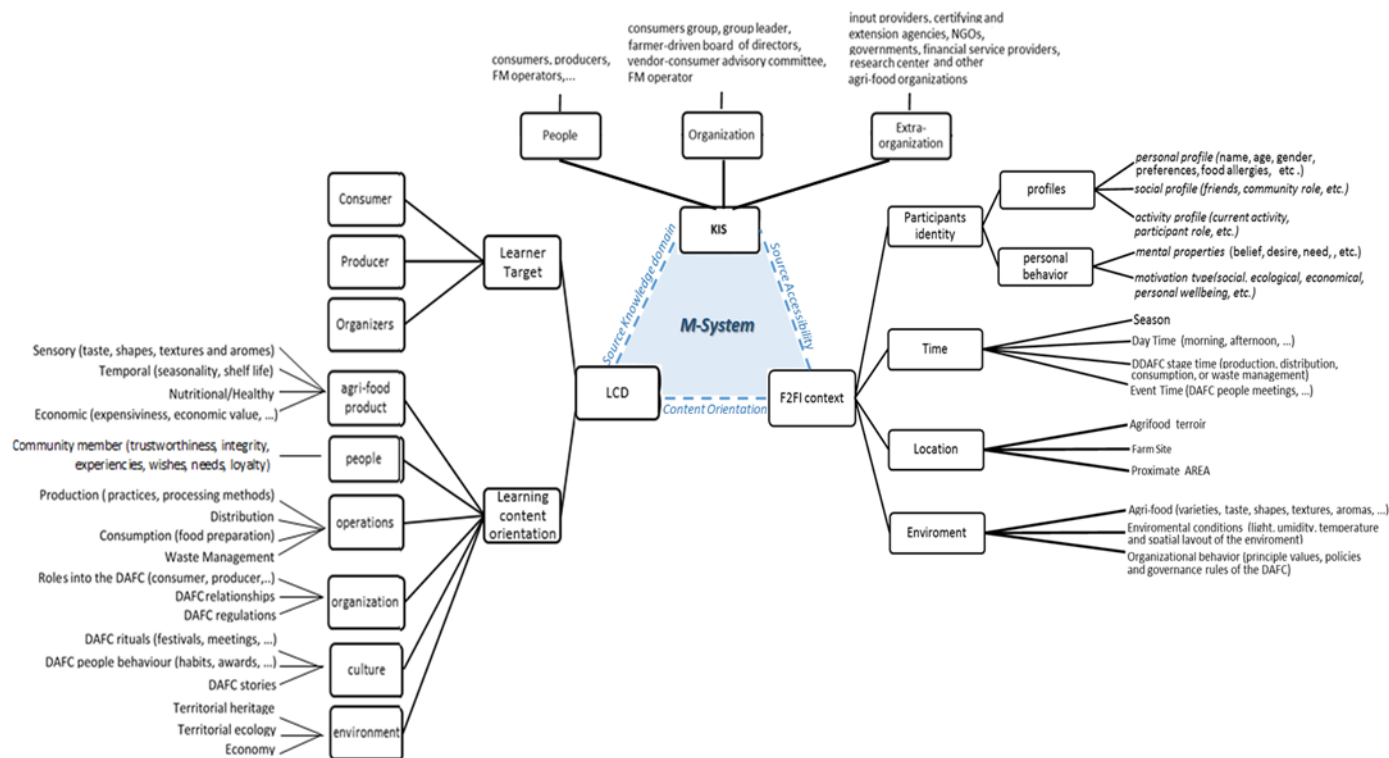 consumers, producers,
FM operators,...
consumers group, group leader,
farmer-driven board of directors,
vendor-consumer advisory committee,
FM operator
input providers, certifying and
extension agencies, NGOs,
governments, financial service providers,
research center and other
agri-food organizations
People
Organization
Extra-
organization
KIS
Source Knowledge domain
Source Accessibility
M-System
Content Orientation
LCD
F2FI context
Learner
Target
Consumer
Producer
Organizers
Learning
content
orientation
agri-food
product
Sensory (taste, shapes, textures and aromes)
Temporal (seasonality, shelf life)
Nutritional/Healthy
Economic (expensiviness, economic value, ...)
people
Community member (trustworthiness, integrity,
experiencies, wishes, needs, loyalty)
operations
Production ( practices, processing methods)
Distribution
Consumption (food preparation)
Waste Management
organization
Roles into the DAFC (consumer, producer,..)
DAFC relationships
DAFC regulations
culture
DAFC rituals (festivals, meetings, ...)
DAFC people behaviour (habits, awards, ...)
DAFC stories
environment
Territorial heritage
Territorial ecology
Economy
Participants
identity
profiles
personal profile (name, age, gender,
preferences, food allergies, etc .)
social profile (friends, community role, etc.)
activity profile (current activity,
participant role, etc.)
personal
behavior
mental properties (belief, desire, need, , etc.)
motivation type(social, ecological, economical,
personal wellbeing, etc.)
Time
Season
Day Time (morning, afternoon, ...)
DDAFC stage time (production, distribution,
consumption, or waste management)
Event Time (DAFC people meetings, ...)
Location
Agrifood terroir
Farm Site
Proximate AREA
Enviroment
Agri-food (varieties, taste, shapes, textures, aromas, ...)
Enviromental conditions (light, umidity, temperature
and spatial layout of the enviroment)
Organizational behavior (principle values, policies
and governance rules of the DAFC)